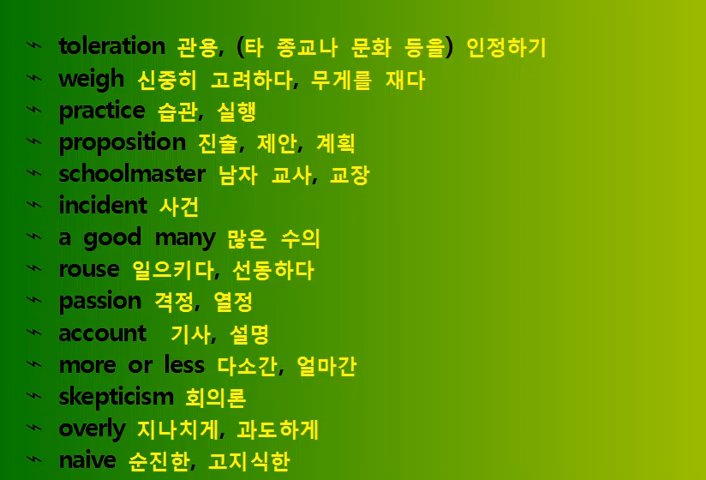 toleration 관용, (타 종교나 문화 등을) 인정하기
weigh 신중히 고려하다, 무게를 재다
practice 습관, 실행
proposition 진술, 제안, 계획
schoolmaster 남자 교사, 교장
incident 사건
a good many 많은 수의
rouse 일으키다, 선동하다
passion 격정, 열정
account 기사, 설명
more or less 다소간, 얼마간
skepticism 회의론
overly 지나치게, 과도하게
naive 순진한, 고지식한